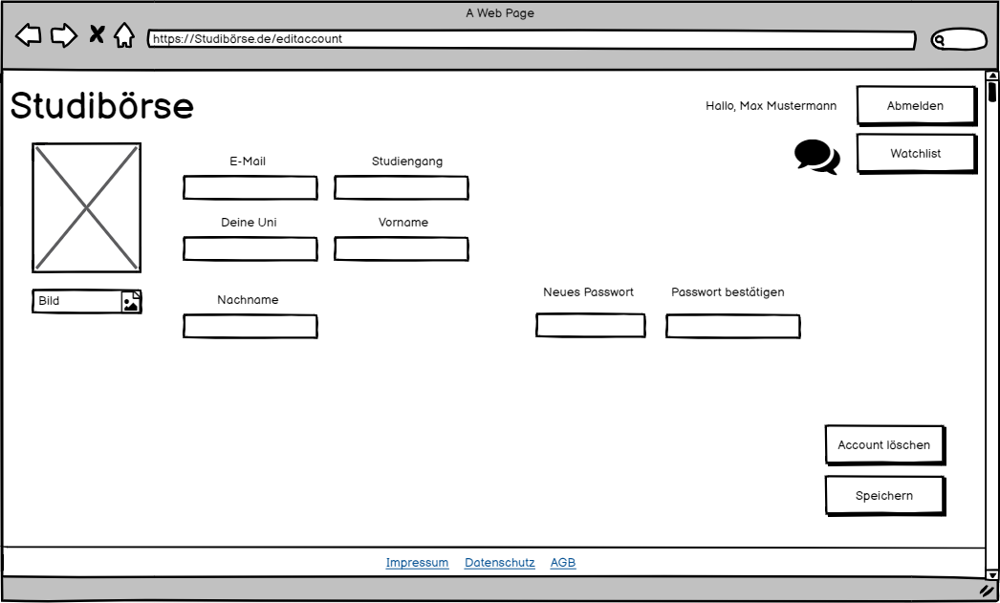 A Web Page
https://Studibörse.de/editaccount
Studibörse
Hallo, Max Mustermann
Abmelden
Watchlist
E-Mail
Studiengang
Deine Uni
Vorname
Bild
Nachname
Neues Passwort
Passwort bestätigen
Account löschen
Speichern
Impressum Datenschutz AGB